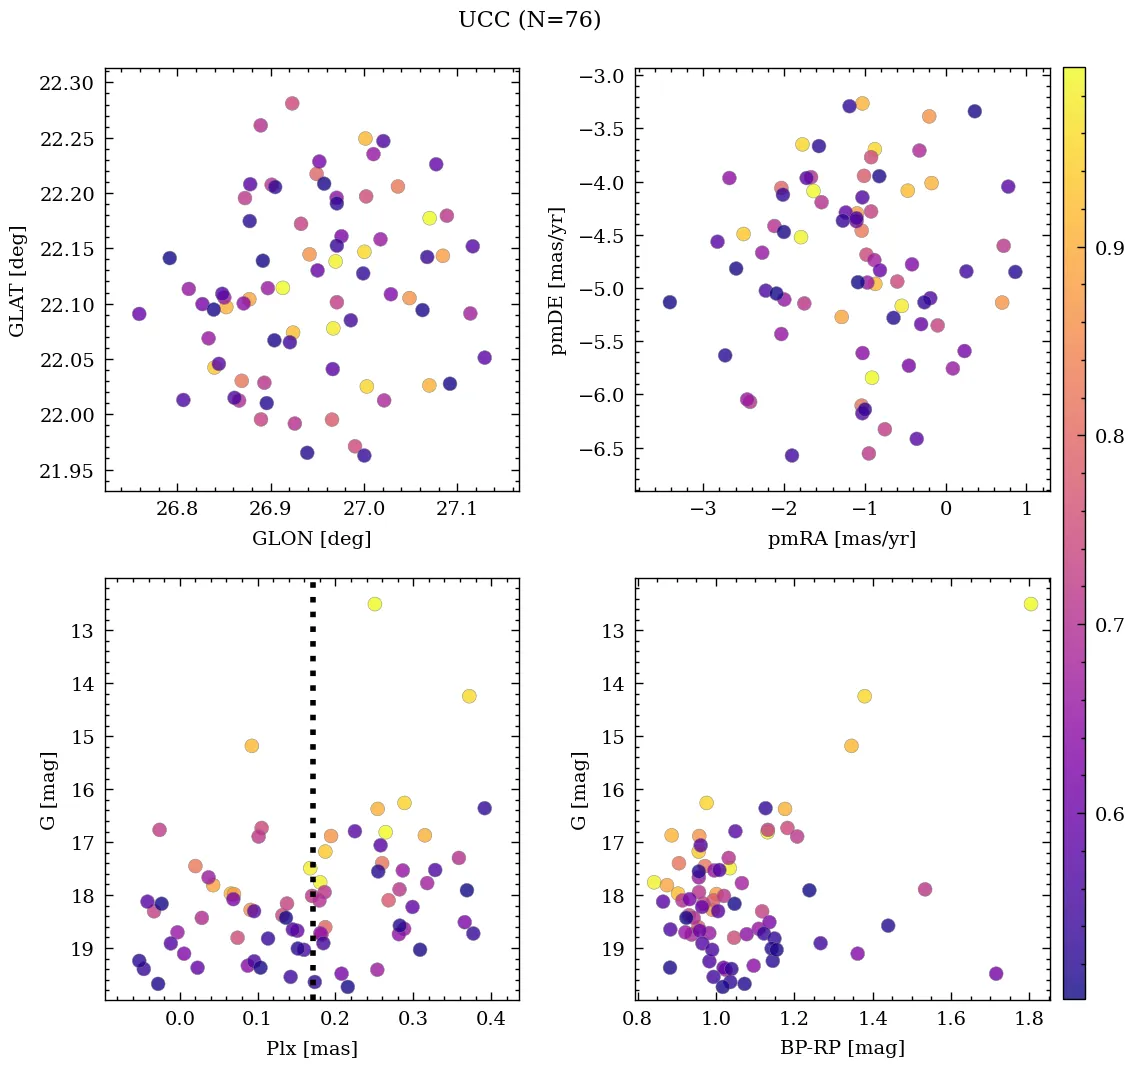 UCC (N=76)
22.30
22.25
22.20
22.15
22.10
22.05
22.00
21.95
GLAT [deg]
26.8 26.9 27.0 27.1
GLON [deg]
−3.0
−3.5
−4.0
−4.5
−5.0
−5.5
−6.0
−6.5
pmDE [mas/yr]
−3 −2 −1 0 1
pmRA [mas/yr]
0.9
0.8
0.7
0.6
13
14
15
16
17
18
19
G [mag]
0.0 0.1 0.2 0.3 0.4
Plx [mas]
13
14
15
16
17
18
19
G [mag]
0.8 1.0 1.2 1.4 1.6 1.8
BP-RP [mag]